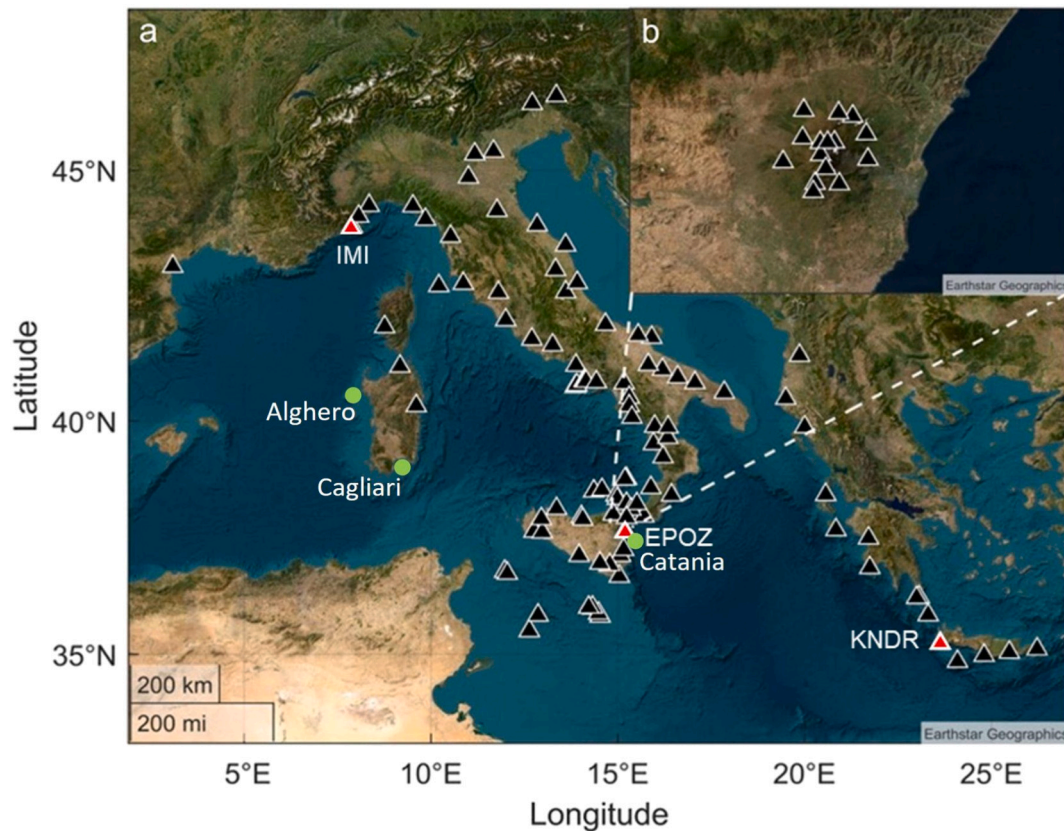 a
b
Earthstar Geographics
45°N
IMI
Latitude
Alghero
40°N
Cagliari
EPOZ
Catania
KNDR
35°N
200 km
200 mi
Earthstar Geographics
5°E
10°E
15°E
20°E
25°E
Longitude